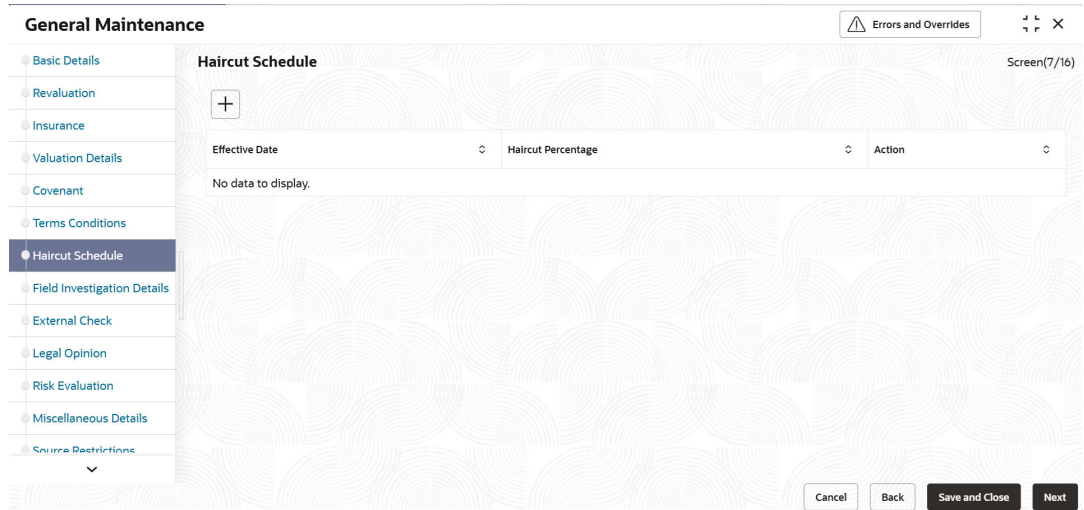 General Maintenance
Errors and Overrides
Basic Details
Revaluation
Insurance
Valuation Details
Covenant
Terms Conditions
Haircut Schedule
Field Investigation Details
External Check
Legal Opinion
Risk Evaluation
Miscellaneous Details
Source Restrictions
Haircut Schedule
Screen(7/16)
Effective Date Haircut Percentage Action
No data to display.
Cancel Back Save and Close Next